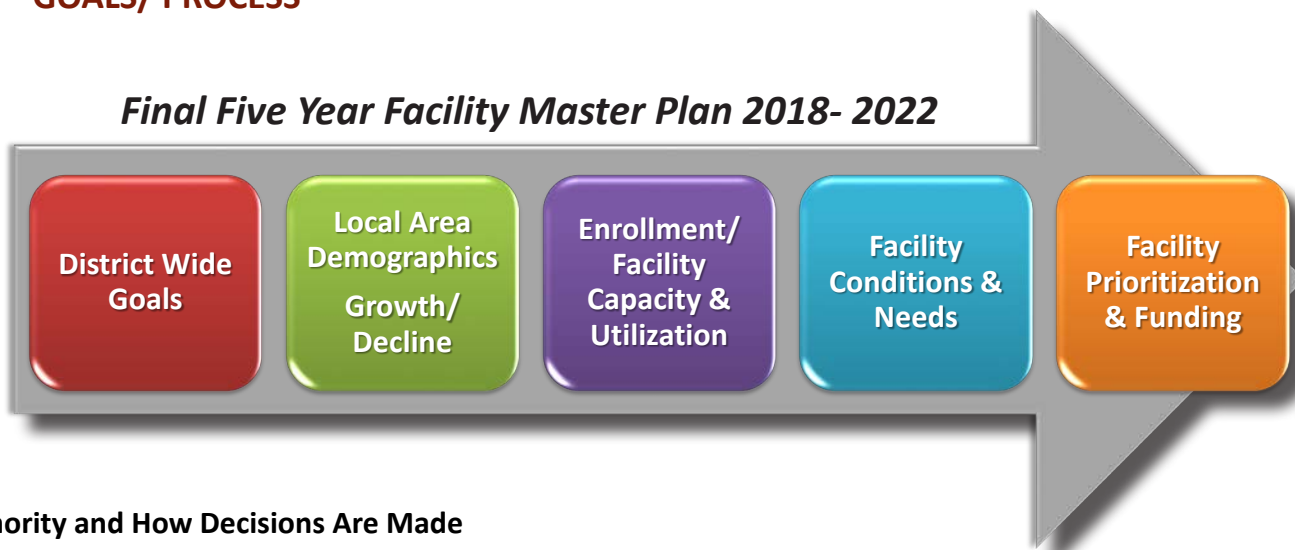 GOALS/ PROCESS
Final Five Year Facility Master Plan 2018- 2022
District Wide
Goals
Local Area
Demographics
Growth/
Decline
Enrollment/
Facility
Capacity &
Utilization
Facility
Conditions &
Needs
Facility
Prioritization
& Funding
and How Decisions Are Made